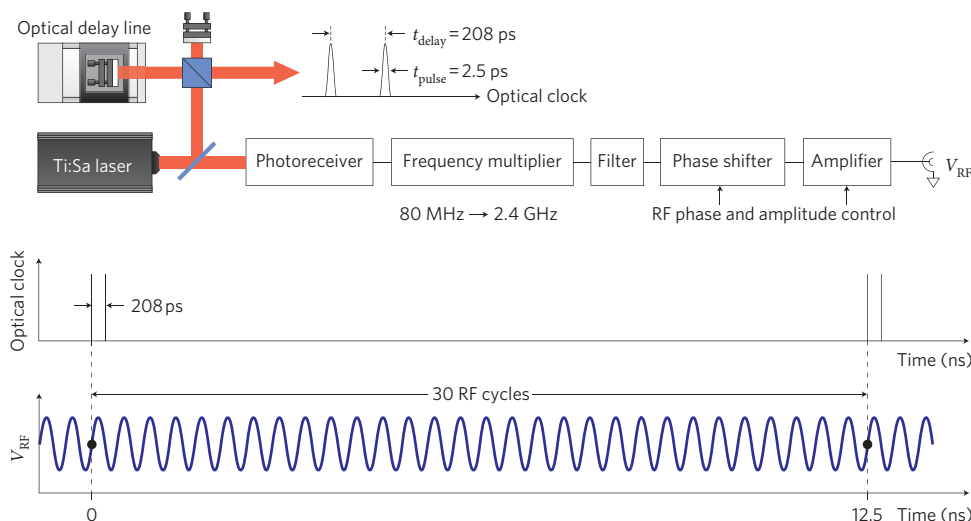 Optical delay line
t_delay = 208 ps
t_pulse = 2.5 ps
Optical clock
Ti:Sa laser
Photoreceiver
Frequency multiplier
Filter
Phase shifter
Amplifier
V_RF
80 MHz → 2.4 GHz
RF phase and amplitude control
Optical clock
208 ps
Time (ns)
30 RF cycles
V_RF
0
12.5
Time (ns)